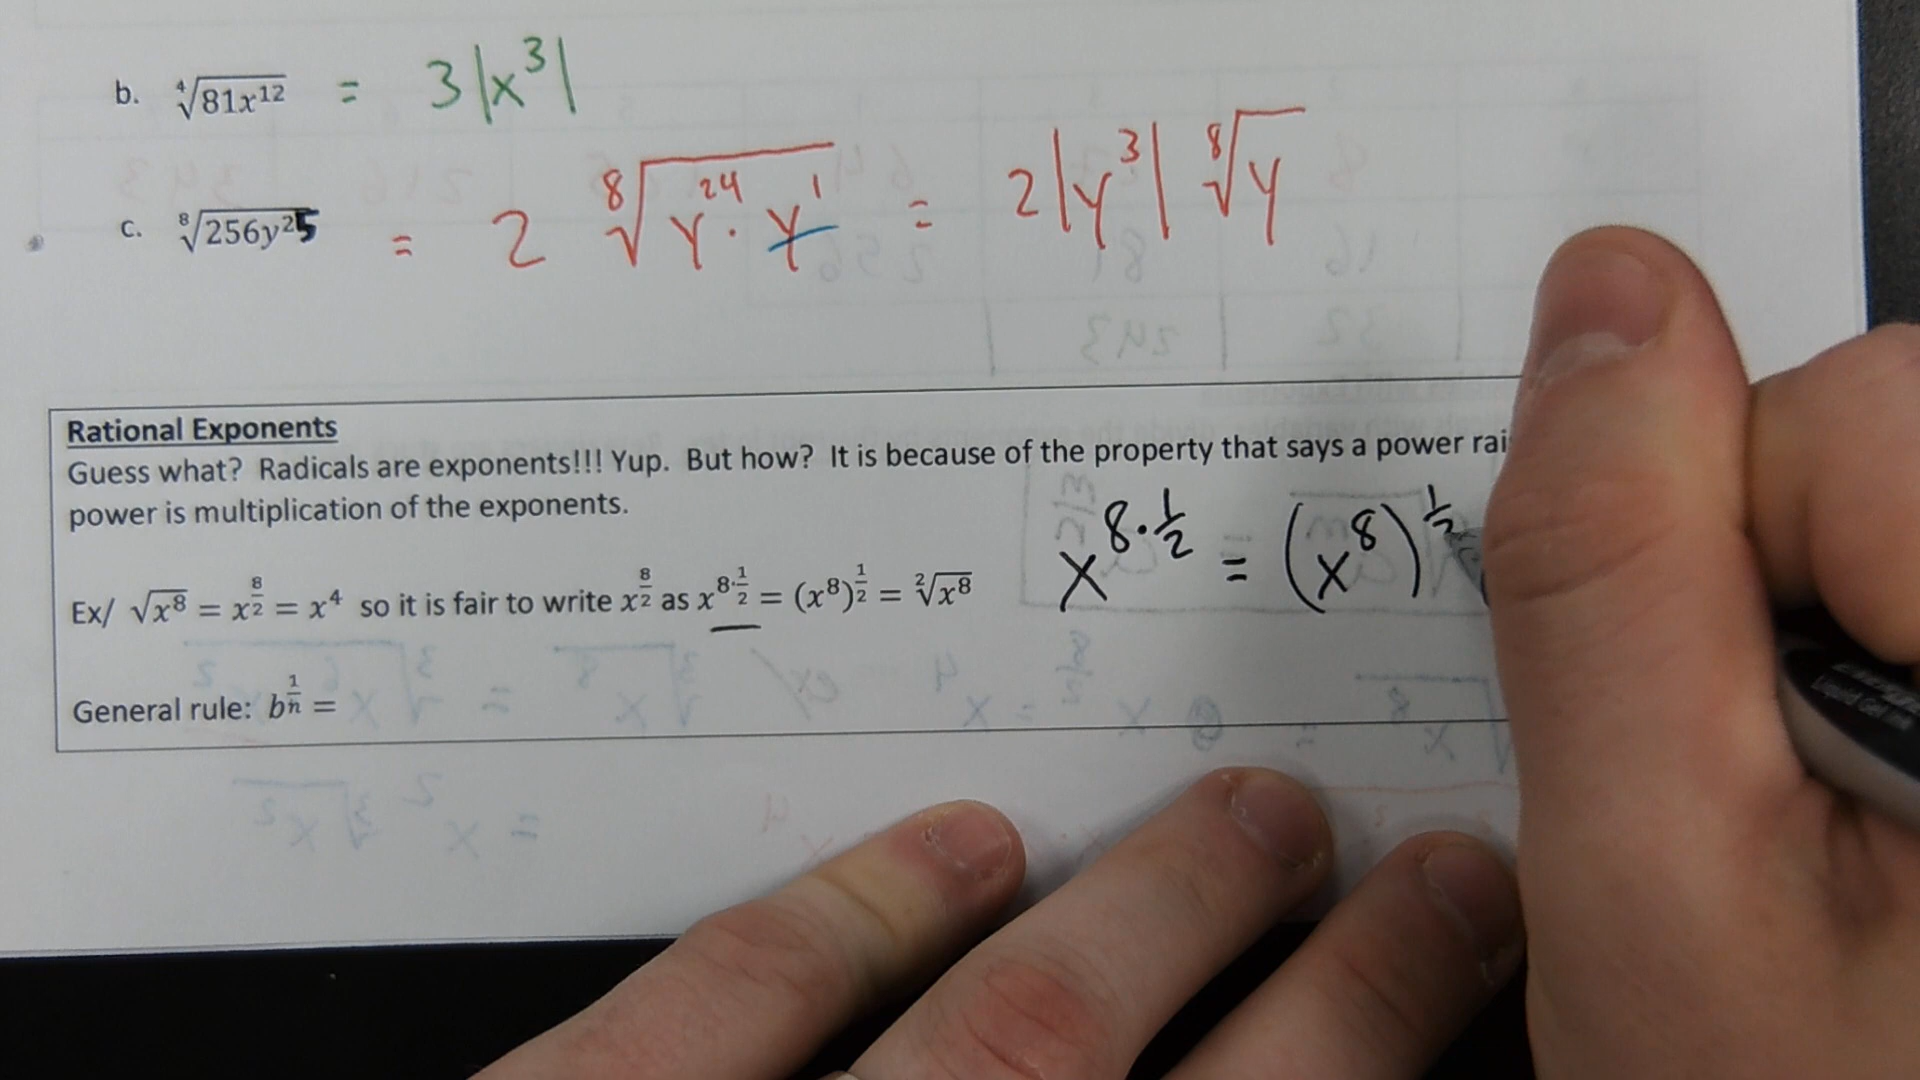 b. ∜81x¹² = 3|x³|
c. ⁸√256y²⁵ = 2 ⁸√y²⁴·y¹ = 2|y³| ⁸√y
Rational Exponents
Guess what? Radicals are exponents!!! Yup. But how? It is because of the property that says a power rai
power is multiplication of the exponents.
x^(8·1/2) = (x⁸)^(1/2)
Ex/ √x⁸ = x^(8/2) = x⁴ so it is fair to write x^(8/2) as x^(8·1/2) = (x⁸)^(1/2) = ²√x⁸
General rule: b^(1/n) =